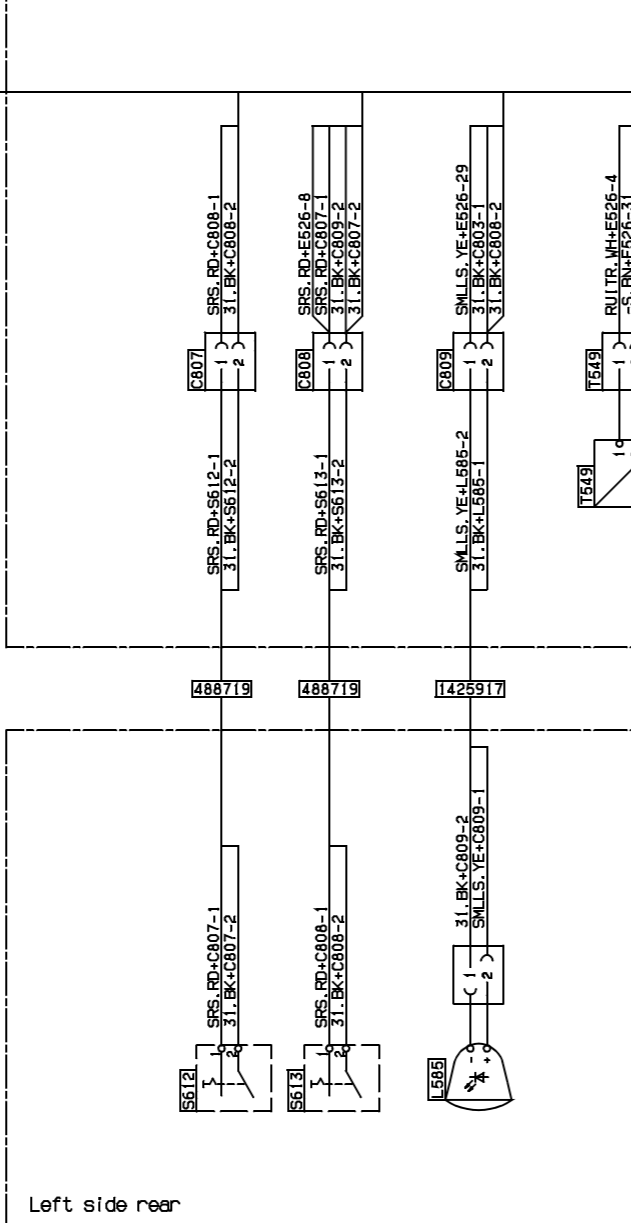 SRS.RD+C808-1
31.BK+C808-2
SRS.RD+E526-8
SRS.RD+C807-1
31.BK+C809-2
31.BK+C807-2
SMLLS.YE+E526-29
31.BK+C803-1
31.BK+C808-2
RUITR.WH+E526-4
-S.BN+E526-31
C807
1
2
C808
1
2
C809
1
2
T549
1
SRS.RD+S612-1
31.BK+S612-2
SRS.RD+S613-1
31.BK+S613-2
SMLLS.YE+L585-2
31.BK+L585-1
T549
1
488719
488719
1425917
SRS.RD+C807-1
31.BK+C807-2
SRS.RD+C808-1
31.BK+C808-2
31.BK+C809-2
SMLLS.YE+C809-1
1
2
S612
1
2
S613
1
2
L585
-
+
Left side rear